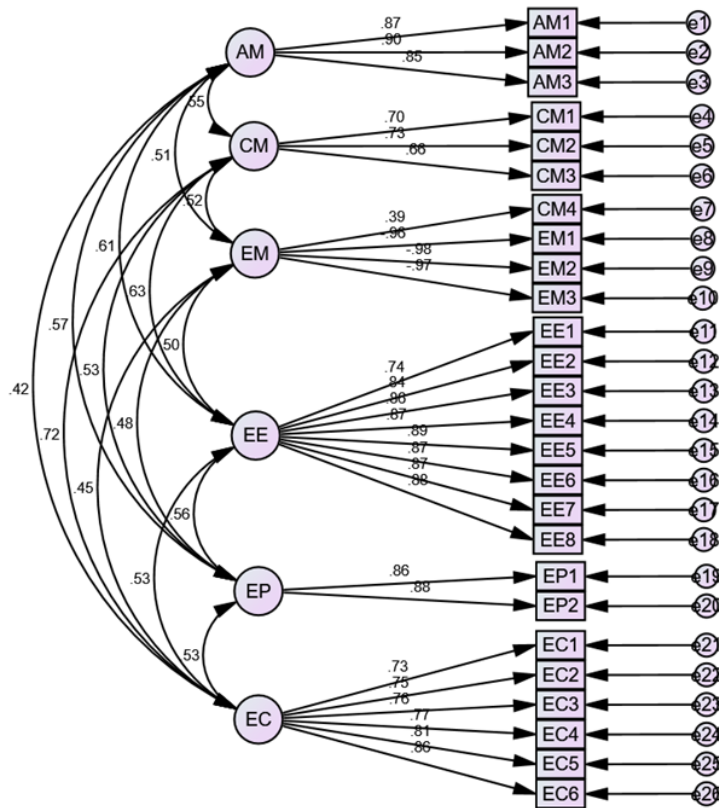 .87
AM1
e1
.90
AM
AM2
e2
.85
AM3
e3
.55
.70
CM1
e4
.73
CM
CM2
e5
.51
.66
CM3
e6
.52
.39
CM4
e7
-.96
EM1
e8
.61
EM
-.98
EM2
e9
-.97
EM3
e10
.63
EE1
e11
.57
.50
.74
EE2
e12
.84
.53
.86
EE3
e13
.42
.87
EE4
e14
.72
.48
EE
.89
EE5
e15
.87
EE6
e16
.45
.87
EE7
e17
.88
.56
EE8
e18
.53
.86
EP1
e19
EP
.88
EP2
e20
.53
.73
EC1
e21
.75
EC2
e22
.76
EC3
e23
EC
.77
EC4
e24
.81
EC5
e25
.86
EC6
e26